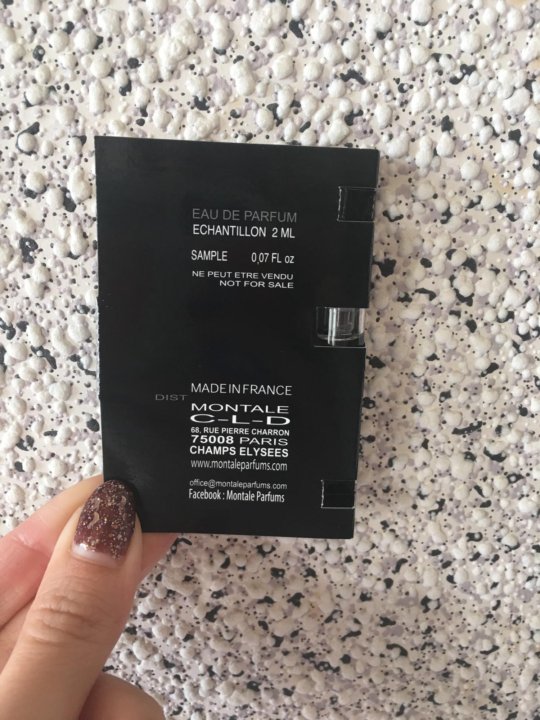 EAU DE PARFUM
ECHANTILLON 2 ML
SAMPLE 0,07 FL oz
NE PEUT ETRE VENDU
NOT FOR SALE
MADE IN FRANCE
DIST MONTALE
C-L-D
68, RUE PIERRE CHARRON
75008 PARIS
CHAMPS ELYSEES
www.montaleparfums.com
office@montaleparfums.com
Facebook : Montale Parfums